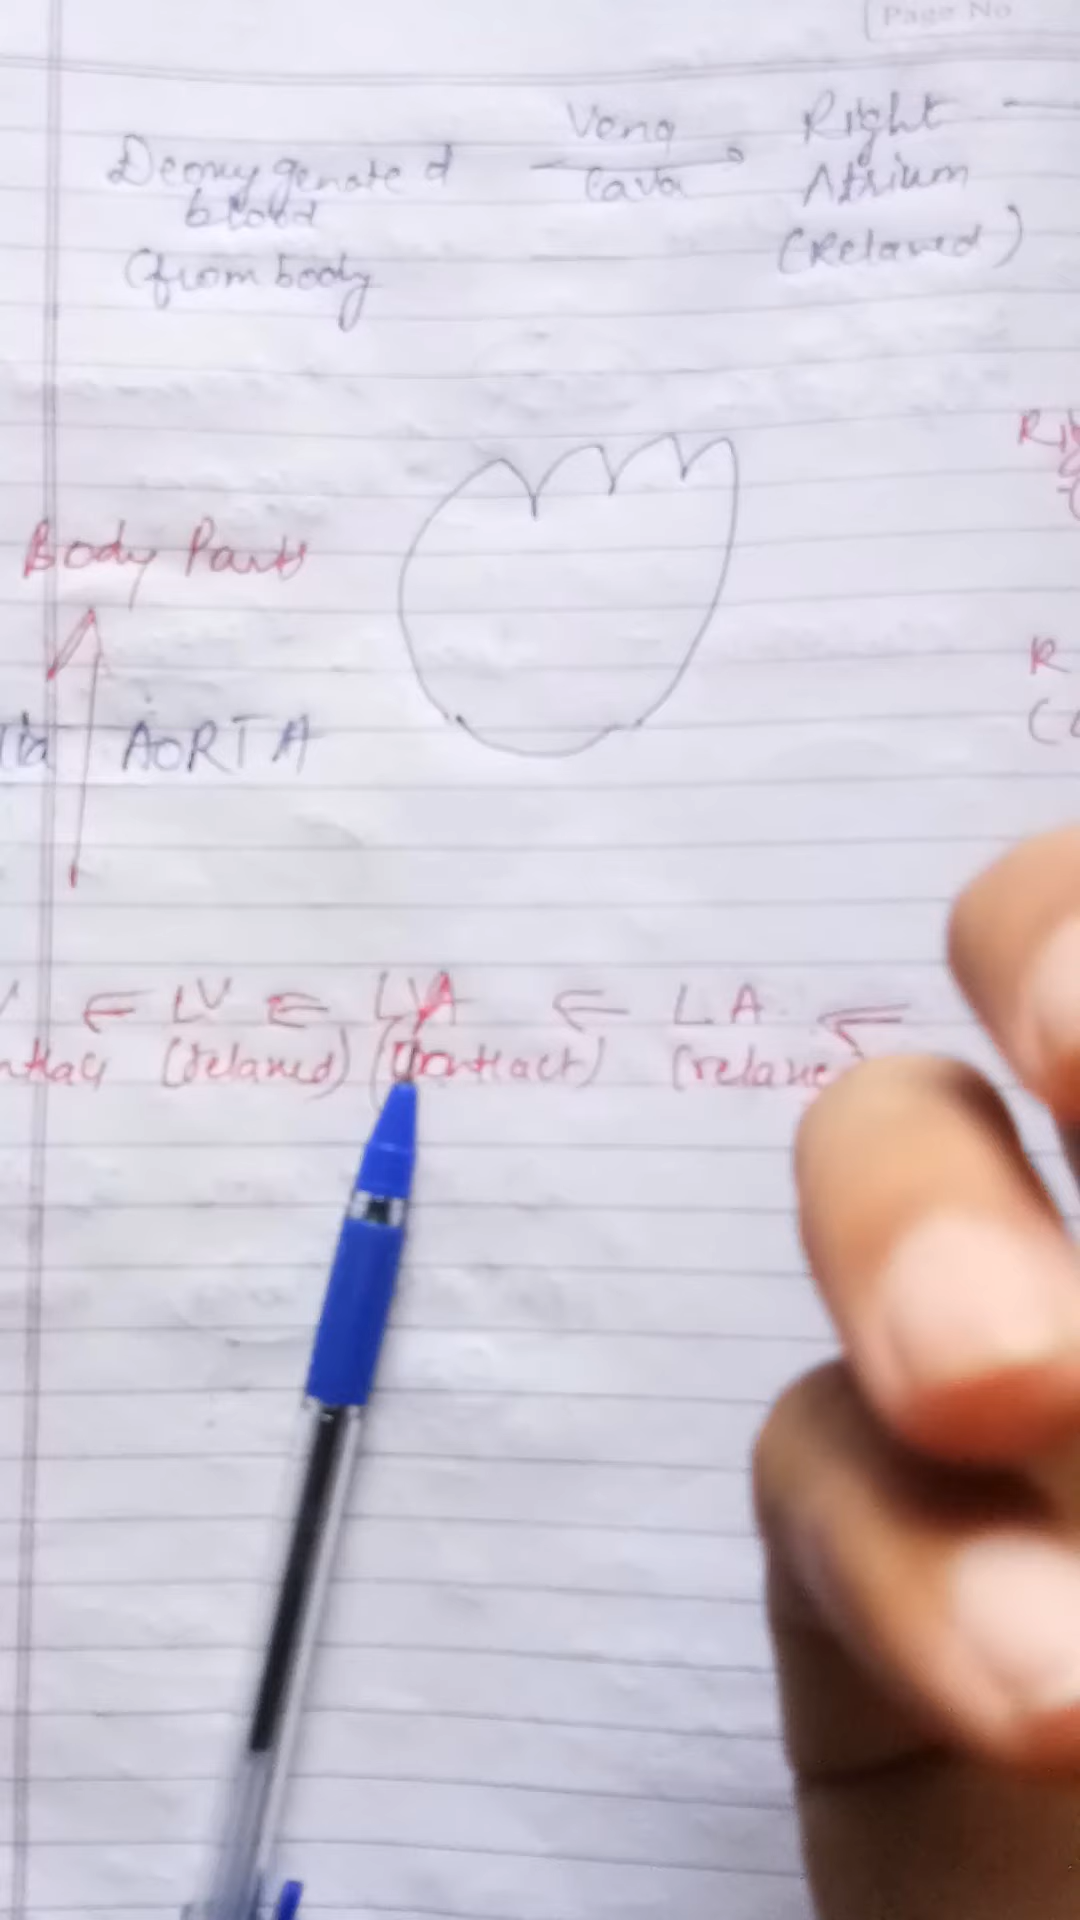 Page No
Deoxygenated
blood
(from body
Vena
Cava
Right
Atrium
(Relaxed)
Body Parts
AORTA
R
LV ← LA ← LA
(relaxed) (Contract) (relaxe